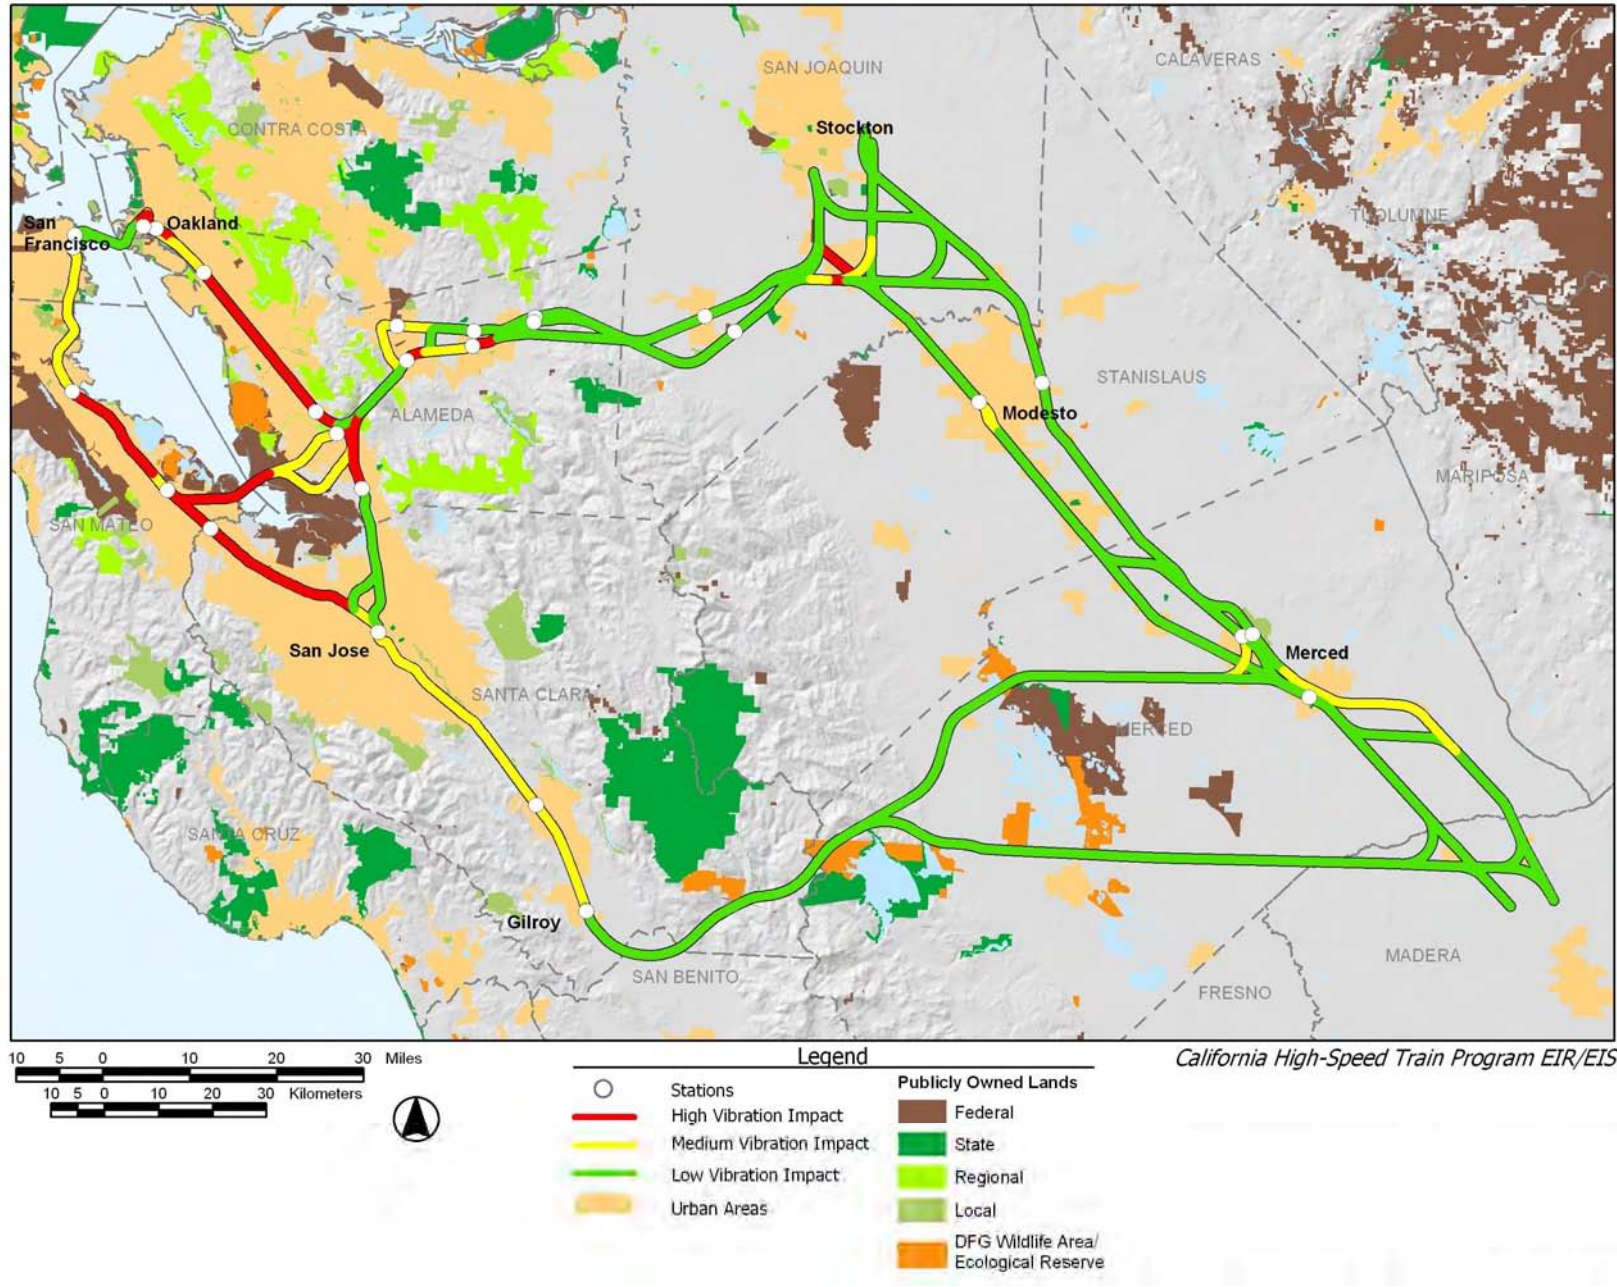 CALAVERAS
SAN JOAQUIN
CONTRA COSTA
Stockton
TUOLUMNE
San
Francisco
Oakland
STANISLAUS
ALAMEDA
Modesto
MARIPOSA
SAN MATEO
San Jose
Merced
SANTA CLARA
MERCED
SANTA CRUZ
Gilroy
SAN BENITO
MADERA
FRESNO
10 5 0 10 20 30 Miles
10 5 0 10 20 30 Kilometers
Legend
California High-Speed Train Program EIR/EIS
Stations
High Vibration Impact
Medium Vibration Impact
Low Vibration Impact
Urban Areas
Publicly Owned Lands
Federal
State
Regional
Local
DFG Wildlife Area/
Ecological Reserve